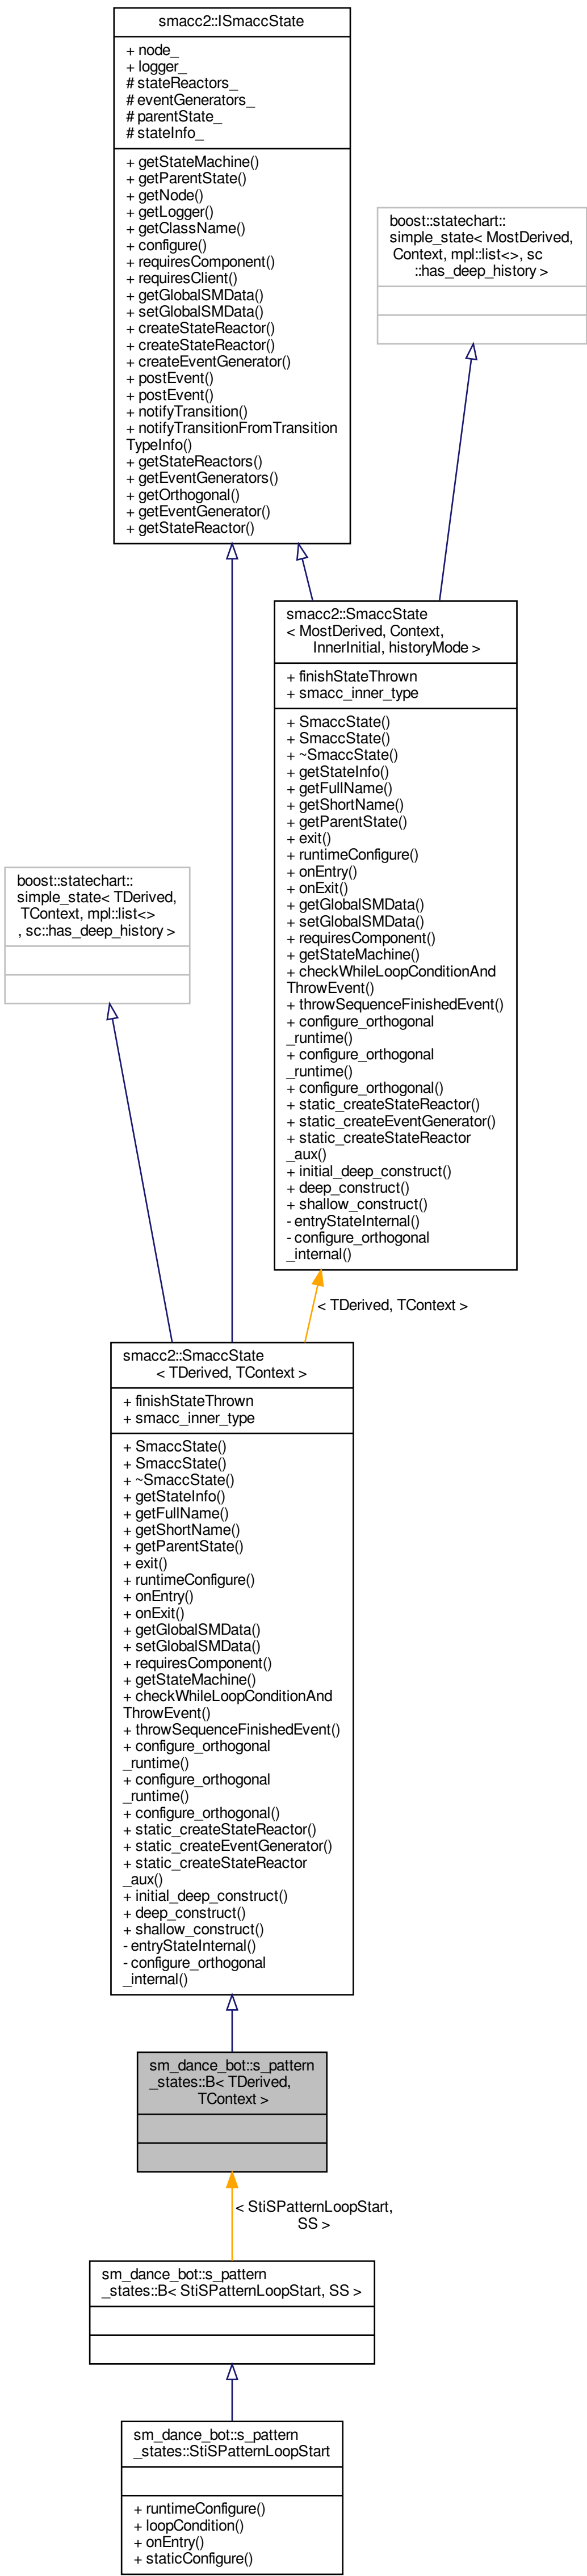 smacc2::ISmaccState
+ node_
+ logger_
# stateReactors_
# eventGenerators_
# parentState_
# stateInfo_
+ getStateMachine()
+ getParentState()
+ getNode()
+ getLogger()
+ getClassName()
+ configure()
+ requiresComponent()
+ requiresClient()
+ getGlobalSMData()
+ setGlobalSMData()
+ createStateReactor()
+ createStateReactor()
+ createEventGenerator()
+ postEvent()
+ postEvent()
+ notifyTransition()
+ notifyTransitionFromTransition
TypeInfo()
+ getStateReactors()
+ getEventGenerators()
+ getOrthogonal()
+ getEventGenerator()
+ getStateReactor()
boost::statechart::
simple_state< MostDerived,
Context, mpl::list<>, sc
::has_deep_history >
smacc2::SmaccState
< MostDerived, Context,
InnerInitial, historyMode >
+ finishStateThrown
+ smacc_inner_type
+ SmaccState()
+ SmaccState()
+ ~SmaccState()
+ getStateInfo()
+ getFullName()
+ getShortName()
+ getParentState()
+ exit()
+ runtimeConfigure()
+ onEntry()
+ onExit()
+ getGlobalSMData()
+ setGlobalSMData()
+ requiresComponent()
+ getStateMachine()
+ checkWhileLoopConditionAnd
ThrowEvent()
+ throwSequenceFinishedEvent()
+ configure_orthogonal
_runtime()
+ configure_orthogonal
_runtime()
+ configure_orthogonal()
+ static_createStateReactor()
+ static_createEventGenerator()
+ static_createStateReactor
_aux()
+ initial_deep_construct()
+ deep_construct()
+ shallow_construct()
- entryStateInternal()
- configure_orthogonal
_internal()
boost::statechart::
simple_state< TDerived,
TContext, mpl::list<>
, sc::has_deep_history >
< TDerived, TContext >
smacc2::SmaccState
< TDerived, TContext >
+ finishStateThrown
+ smacc_inner_type
+ SmaccState()
+ SmaccState()
+ ~SmaccState()
+ getStateInfo()
+ getFullName()
+ getShortName()
+ getParentState()
+ exit()
+ runtimeConfigure()
+ onEntry()
+ onExit()
+ getGlobalSMData()
+ setGlobalSMData()
+ requiresComponent()
+ getStateMachine()
+ checkWhileLoopConditionAnd
ThrowEvent()
+ throwSequenceFinishedEvent()
+ configure_orthogonal
_runtime()
+ configure_orthogonal
_runtime()
+ configure_orthogonal()
+ static_createStateReactor()
+ static_createEventGenerator()
+ static_createStateReactor
_aux()
+ initial_deep_construct()
+ deep_construct()
+ shallow_construct()
- entryStateInternal()
- configure_orthogonal
_internal()
sm_dance_bot::s_pattern
_states::B< TDerived,
TContext >
< StiSPatternLoopStart,
SS >
sm_dance_bot::s_pattern
_states::B< StiSPatternLoopStart, SS >
sm_dance_bot::s_pattern
_states::StiSPatternLoopStart
+ runtimeConfigure()
+ loopCondition()
+ onEntry()
+ staticConfigure()